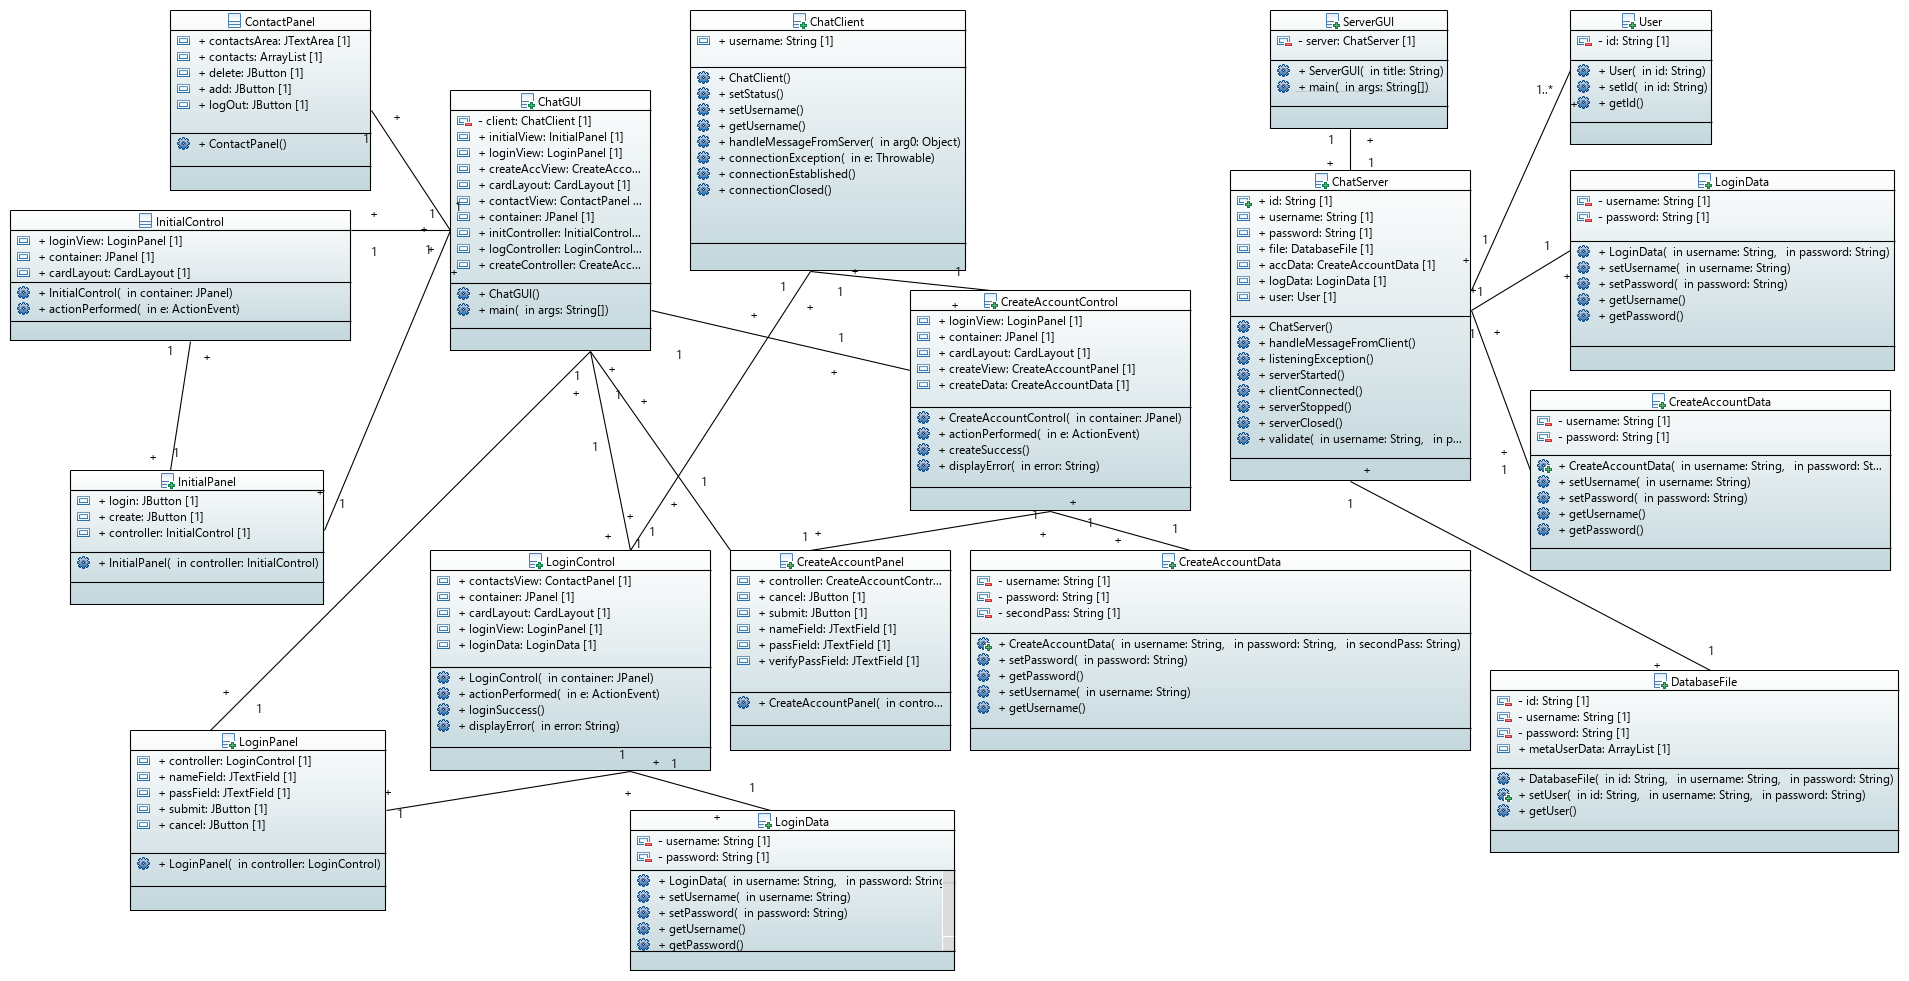 ContactPanel
+ contactsArea: JTextArea [1]
+ contacts: ArrayList [1]
+ delete: JButton [1]
+ add: JButton [1]
+ logOut: JButton [1]
+ ContactPanel()
ChatGUI
- client: ChatClient [1]
+ initialView: InitialPanel [1]
+ loginView: LoginPanel [1]
+ createAccView: CreateAcco...
+ cardLayout: CardLayout [1]
+ contactView: ContactPanel ...
+ container: JPanel [1]
+ initController: InitialControl...
+ logController: LoginControl...
+ createController: CreateAcc...
+ ChatGUI()
+ main( in args: String[])
ChatClient
+ username: String [1]
+ ChatClient()
+ setStatus()
+ setUsername()
+ getUsername()
+ handleMessageFromServer( in arg0: Object)
+ connectionException( in e: Throwable)
+ connectionEstablished()
+ connectionClosed()
ServerGUI
- server: ChatServer [1]
+ ServerGUI( in title: String)
+ main( in args: String[])
User
- id: String [1]
+ User( in id: String)
+ setId( in id: String)
+ getId()
1..*
InitialControl
+ loginView: LoginPanel [1]
+ container: JPanel [1]
+ cardLayout: CardLayout [1]
+ InitialControl( in container: JPanel)
+ actionPerformed( in e: ActionEvent)
ChatServer
+ id: String [1]
+ username: String [1]
+ password: String [1]
+ file: DatabaseFile [1]
+ accData: CreateAccountData [1]
+ logData: LoginData [1]
+ user: User [1]
+ ChatServer()
+ handleMessageFromClient()
+ listeningException()
+ serverStarted()
+ clientConnected()
+ serverStopped()
+ serverClosed()
+ validate( in username: String, in p...
LoginData
- username: String [1]
- password: String [1]
+ LoginData( in username: String, in password: String)
+ setUsername( in username: String)
+ setPassword( in password: String)
+ getUsername()
+ getPassword()
CreateAccountControl
+ loginView: LoginPanel [1]
+ container: JPanel [1]
+ cardLayout: CardLayout [1]
+ createView: CreateAccountPanel [1]
+ createData: CreateAccountData [1]
+ CreateAccountControl( in container: JPanel)
+ actionPerformed( in e: ActionEvent)
+ createSuccess()
+ displayError( in error: String)
CreateAccountData
- username: String [1]
- password: String [1]
+ CreateAccountData( in username: String, in password: St...
+ setUsername( in username: String)
+ setPassword( in password: String)
+ getUsername()
+ getPassword()
InitialPanel
+ login: JButton [1]
+ create: JButton [1]
+ controller: InitialControl [1]
+ InitialPanel( in controller: InitialControl)
LoginControl
+ contactsView: ContactPanel [1]
+ container: JPanel [1]
+ cardLayout: CardLayout [1]
+ loginView: LoginPanel [1]
+ loginData: LoginData [1]
+ LoginControl( in container: JPanel)
+ actionPerformed( in e: ActionEvent)
+ loginSuccess()
+ displayError( in error: String)
CreateAccountPanel
+ controller: CreateAccountContr...
+ cancel: JButton [1]
+ submit: JButton [1]
+ nameField: JTextField [1]
+ passField: JTextField [1]
+ verifyPassField: JTextField [1]
+ CreateAccountPanel( in contro...
CreateAccountData
- username: String [1]
- password: String [1]
- secondPass: String [1]
+ CreateAccountData( in username: String, in password: String, in secondPass: String)
+ setPassword( in password: String)
+ getPassword()
+ setUsername( in username: String)
+ getUsername()
DatabaseFile
- id: String [1]
- username: String [1]
- password: String [1]
+ metaUserData: ArrayList [1]
+ DatabaseFile( in id: String, in username: String, in password: String)
+ setUser( in id: String, in username: String, in password: String)
+ getUser()
LoginPanel
+ controller: LoginControl [1]
+ nameField: JTextField [1]
+ passField: JTextField [1]
+ submit: JButton [1]
+ cancel: JButton [1]
+ LoginPanel( in controller: LoginControl)
LoginData
- username: String [1]
- password: String [1]
+ LoginData( in username: String, in password: String
+ setUsername( in username: String)
+ setPassword( in password: String)
+ getUsername()
+ getPassword()